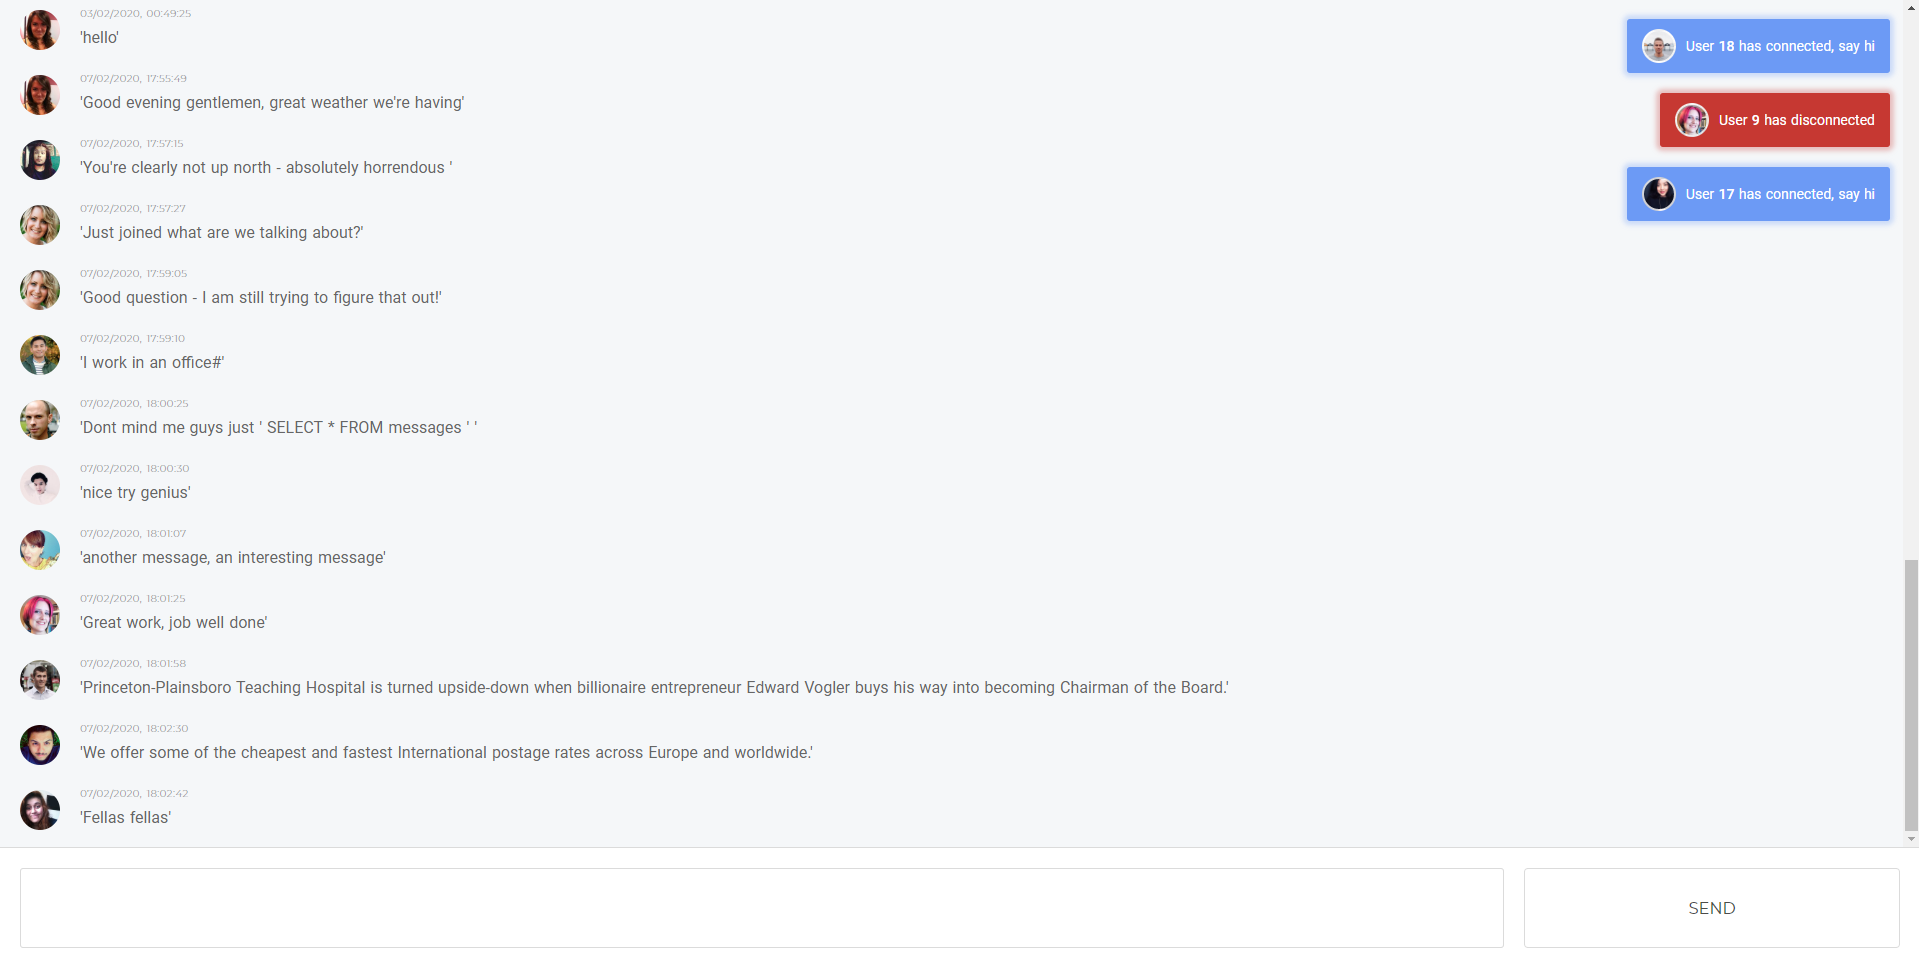 03/02/2020, 00:49:25
'hello'
07/02/2020, 17:55:49
'Good evening gentlemen, great weather we're having'
07/02/2020, 17:57:15
'You're clearly not up north - absolutely horrendous '
07/02/2020, 17:57:27
'Just joined what are we talking about?'
07/02/2020, 17:59:05
'Good question - I am still trying to figure that out!'
07/02/2020, 17:59:10
'I work in an office#'
07/02/2020, 18:00:25
'Dont mind me guys just ' SELECT * FROM messages ' '
07/02/2020, 18:00:30
'nice try genius'
07/02/2020, 18:01:07
'another message, an interesting message'
07/02/2020, 18:01:25
'Great work, job well done'
07/02/2020, 18:01:58
'Princeton-Plainsboro Teaching Hospital is turned upside-down when billionaire entrepreneur Edward Vogler buys his way into becoming Chairman of the Board.'
07/02/2020, 18:02:30
'We offer some of the cheapest and fastest International postage rates across Europe and worldwide.'
07/02/2020, 18:02:42
'Fellas fellas'
User 18 has connected, say hi
User 9 has disconnected
User 17 has connected, say hi
SEND